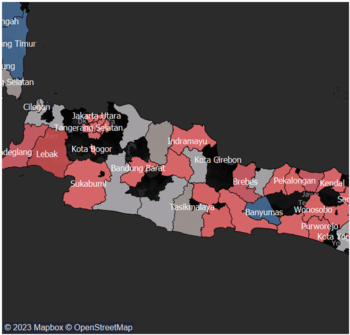 ngah
ng Timur
ung
g Selatan
Cilegon
Jakarta Utara
Tangerang Selatan
deglang
Lebak
Kota Bogor
Indramayu
Kota Cirebon
Bandung Barat
Sukabumi
Brebes
Pekalongan
Kendal
Tasikmalaya
Banyumas
Wonosobo
Purworejo
Kota Yog
© 2023 Mapbox © OpenStreetMap